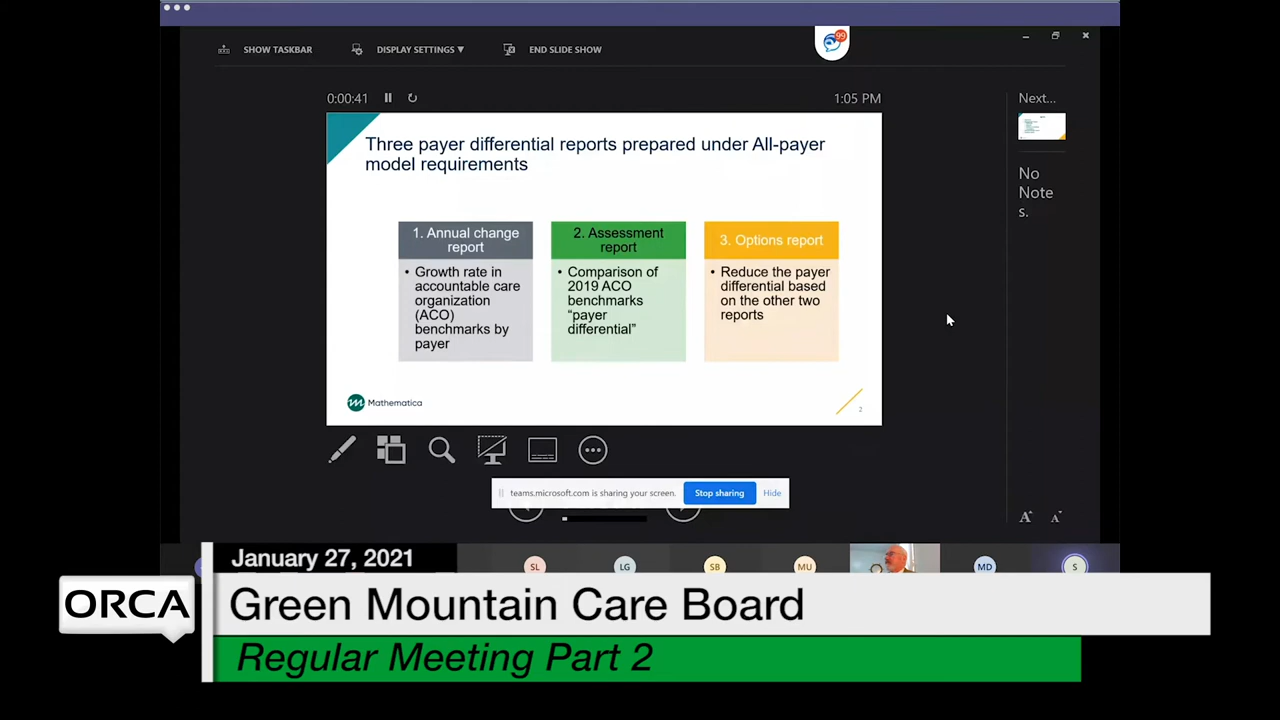 SHOW TASKBAR
DISPLAY SETTINGS ▼
END SLIDE SHOW
99
0:00:41
1:05 PM
Next...
Three payer differential reports prepared under All-payer
model requirements
1. Annual change
report
• Growth rate in
accountable care
organization
(ACO)
benchmarks by
payer
2. Assessment
report
• Comparison of
2019 ACO
benchmarks
“payer
differential”
3. Options report
• Reduce the payer
differential based
on the other two
reports
Mathematica
2
No
Note
s.
teams.microsoft.com is sharing your screen.
Stop sharing
Hide
A A
SL
LG
SB
MU
MD
S
January 27, 2021
ORCA
Green Mountain Care Board
Regular Meeting Part 2